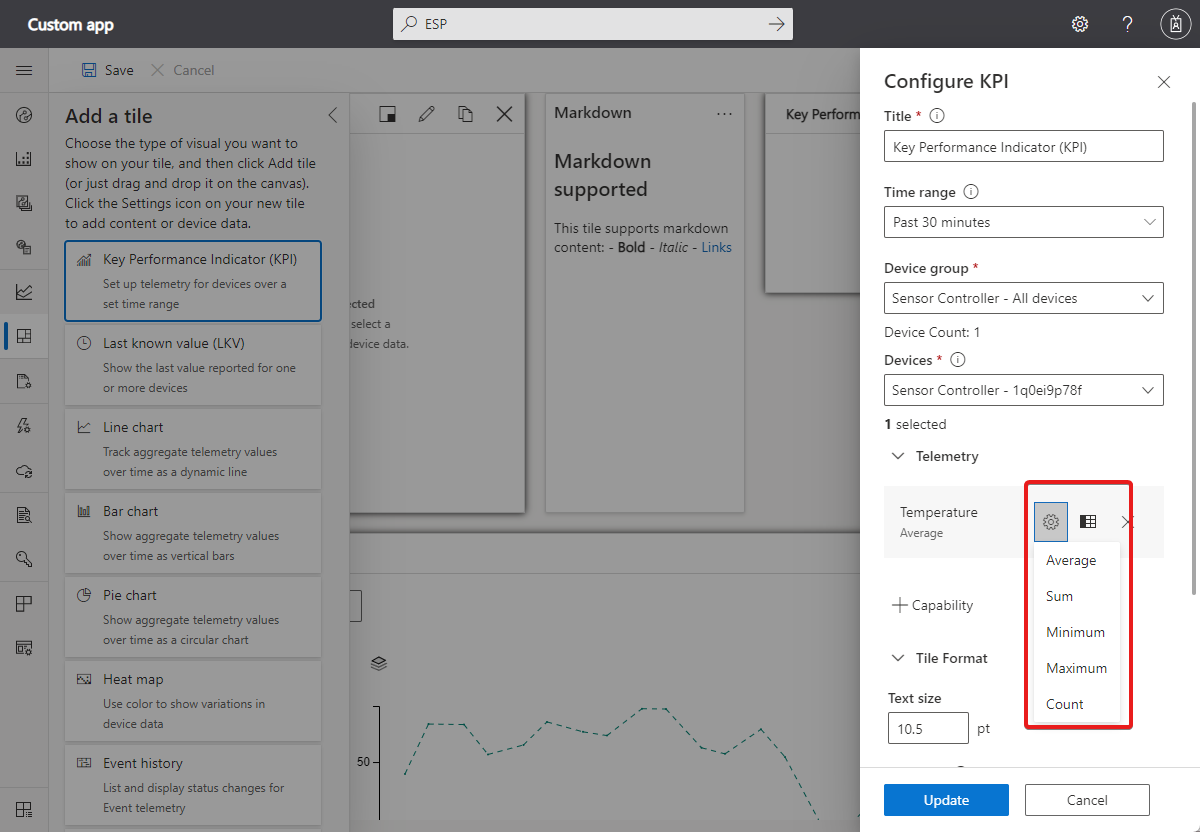 Custom app
ESP
?
Save
Cancel
Add a tile
Choose the type of visual you want to
show on your tile, and then click Add tile
(or just drag and drop it on the canvas).
Click the Settings icon on your new tile
to add content or device data.
Key Performance Indicator (KPI)
Set up telemetry for devices over a
set time range
Last known value (LKV)
Show the last value reported for one
or more devices
Line chart
Track aggregate telemetry values
over time as a dynamic line
Bar chart
Show aggregate telemetry values
over time as vertical bars
Pie chart
Show aggregate telemetry values
over time as a circular chart
Heat map
Use color to show variations in
device data
Event history
List and display status changes for
Event telemetry
select a
device data.
50
Markdown
...
Markdown
supported
This tile supports markdown
content: - Bold - Italic - Links
Key Perform
Configure KPI
Title *
Key Performance Indicator (KPI)
Time range
Past 30 minutes
Device group *
Sensor Controller - All devices
Device Count: 1
Devices *
Sensor Controller - 1q0ei9p78f
1 selected
Telemetry
Temperature
Average
Average
Sum
Minimum
Maximum
Count
Capability
Tile Format
Text size
10.5 pt
Update
Cancel